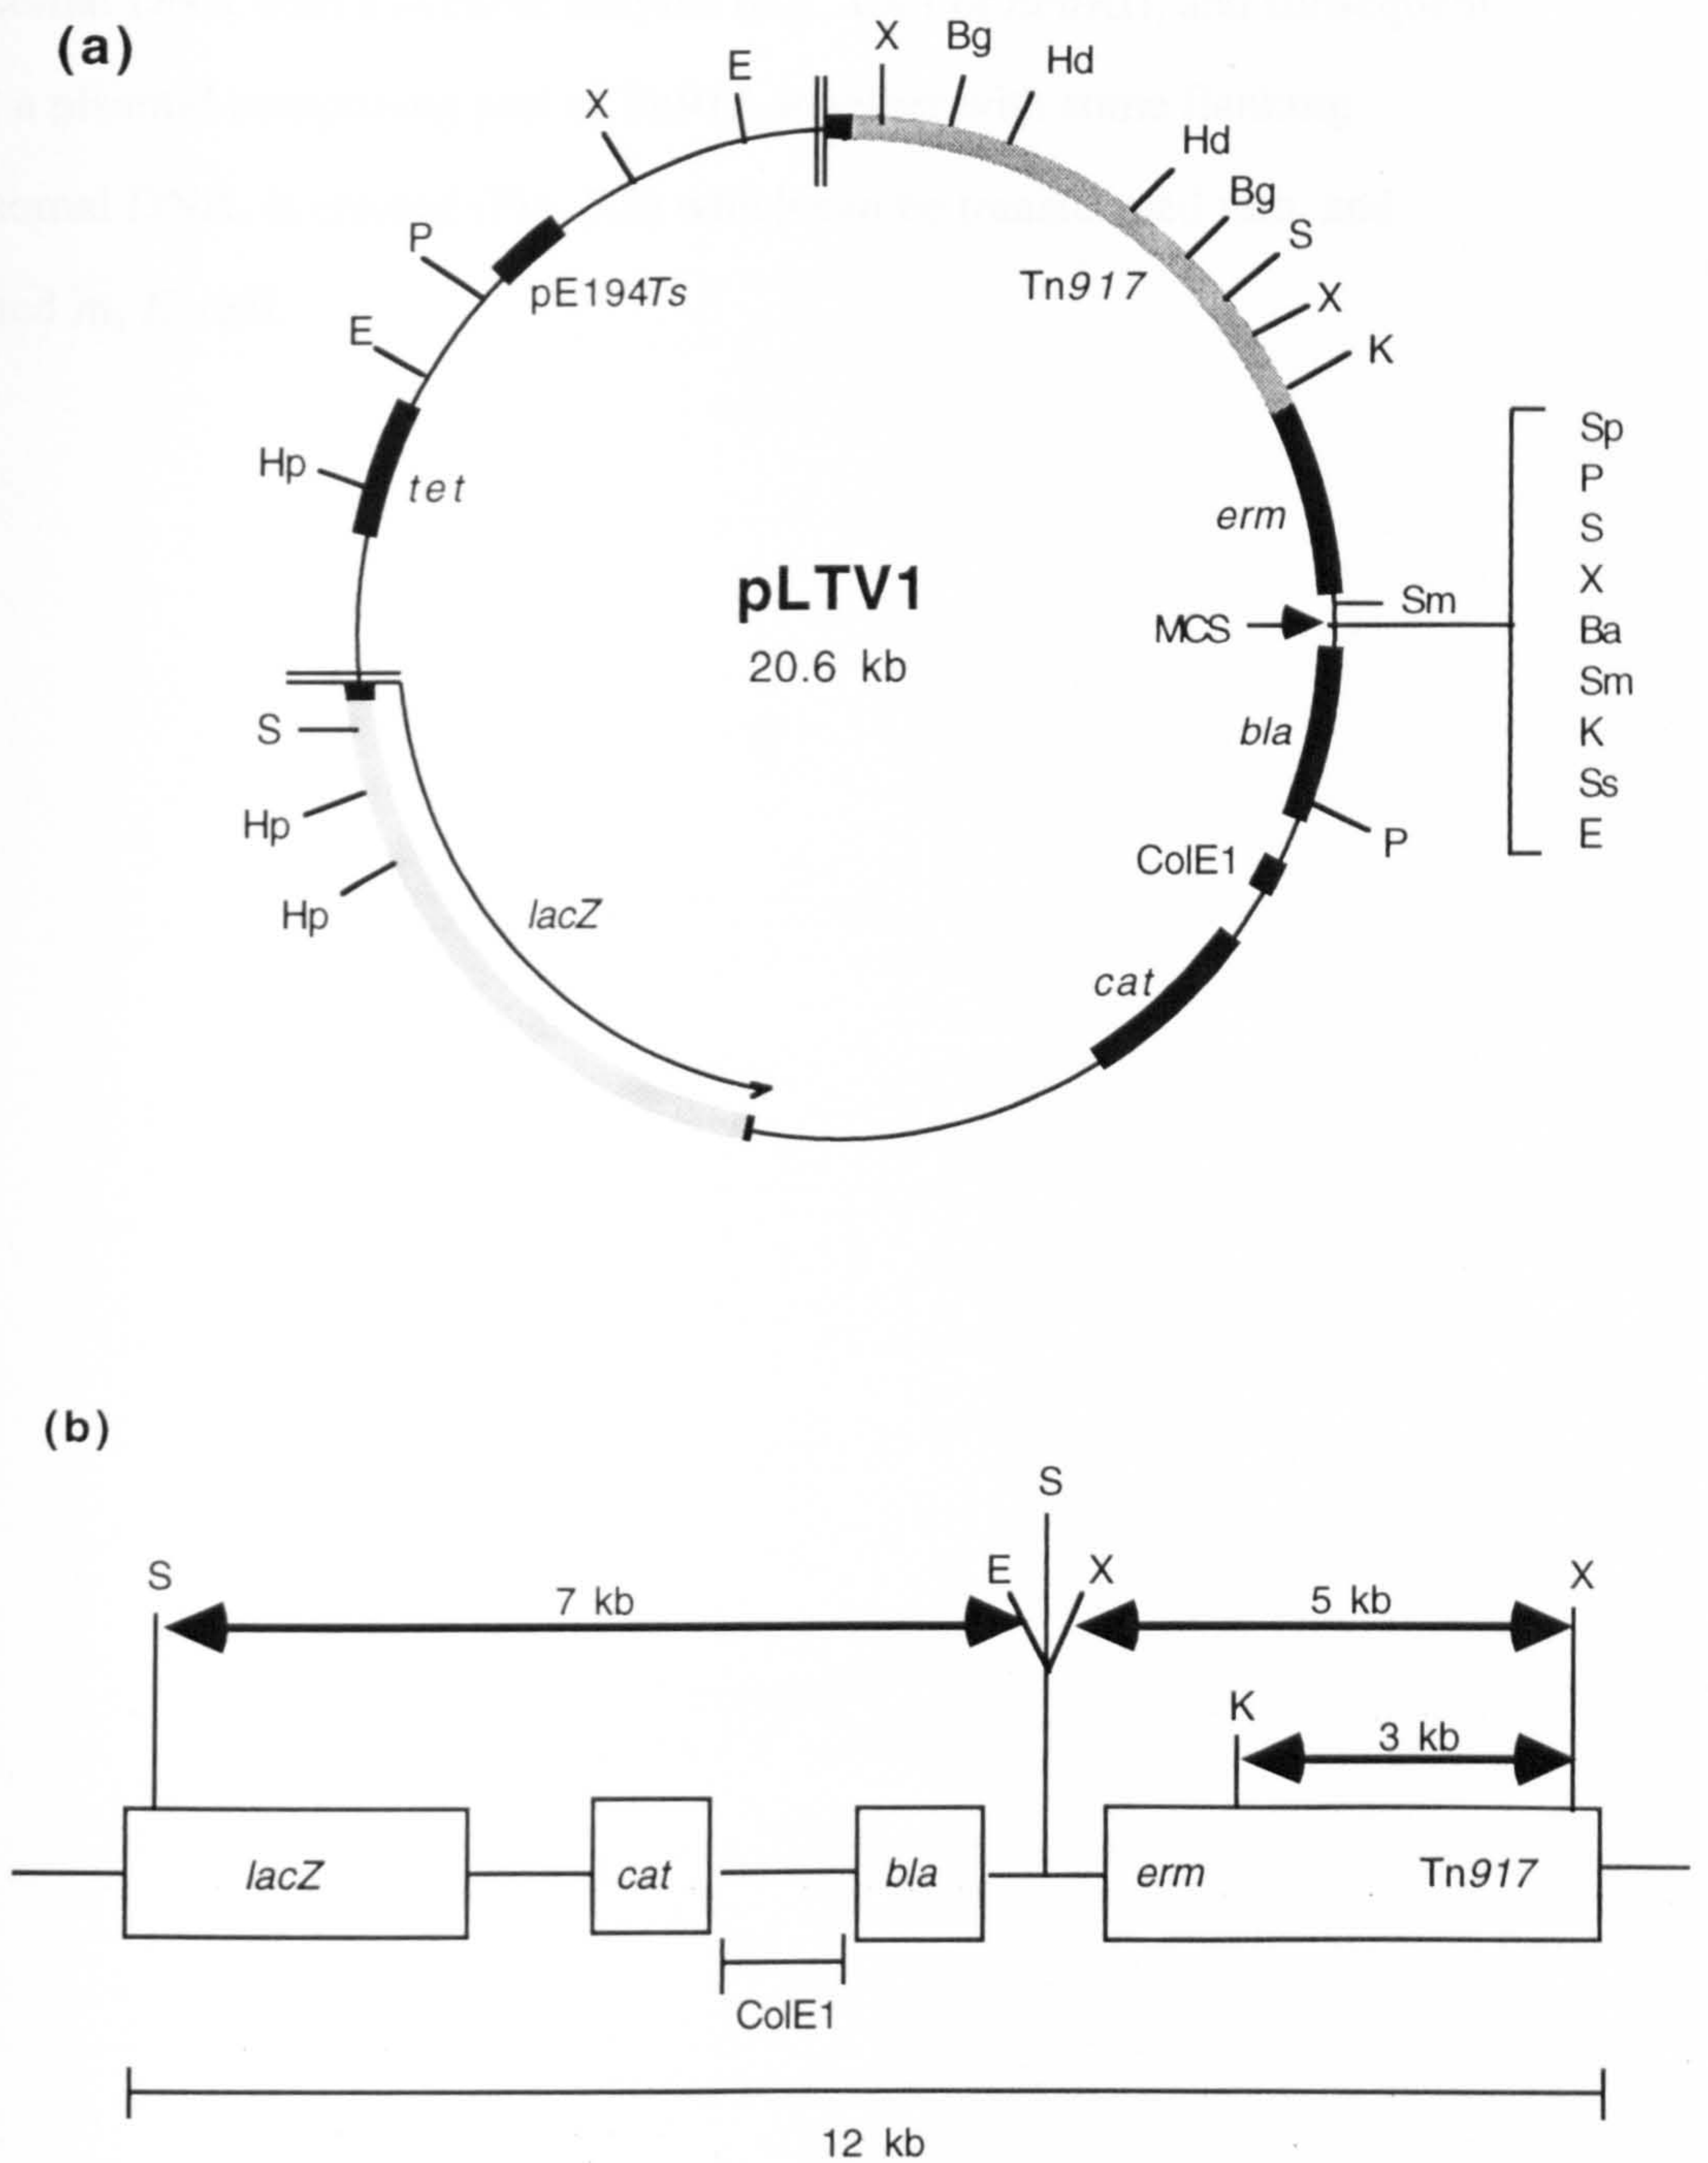 (a)
X Bg Hd
E
X
Hd
Bg
S
X
K
P
pE194Ts
Tn917
E
Hp
tet
erm
pLTV1
20.6 kb
MCS
Sm
Sp
P
S
X
Ba
Sm
K
Ss
E
S
Hp
Hp
lacZ
bla
P
ColE1
cat
(b)
S
S
E X
X
7 kb
5 kb
K
3 kb
lacZ
cat
bla
erm
Tn917
ColE1
12 kb